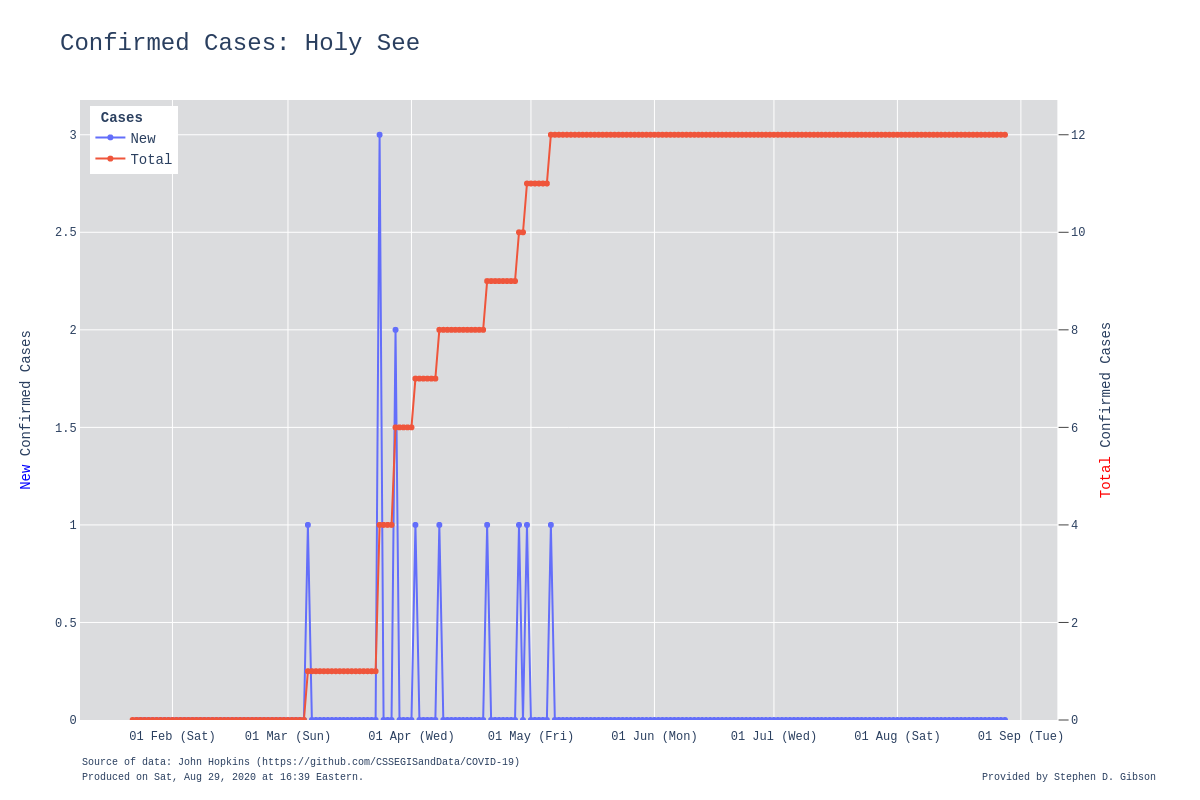 Confirmed Cases: Holy See
Cases
New
Total
3
2.5
2
1.5
1
0.5
0
12
10
8
6
4
2
0
New Confirmed Cases
Total Confirmed Cases
01 Feb (Sat) 01 Mar (Sun) 01 Apr (Wed) 01 May (Fri) 01 Jun (Mon) 01 Jul (Wed) 01 Aug (Sat) 01 Sep (Tue)
Source of data: John Hopkins (https://github.com/CSSEGISandData/COVID-19)
Produced on Sat, Aug 29, 2020 at 16:39 Eastern.
Provided by Stephen D. Gibson